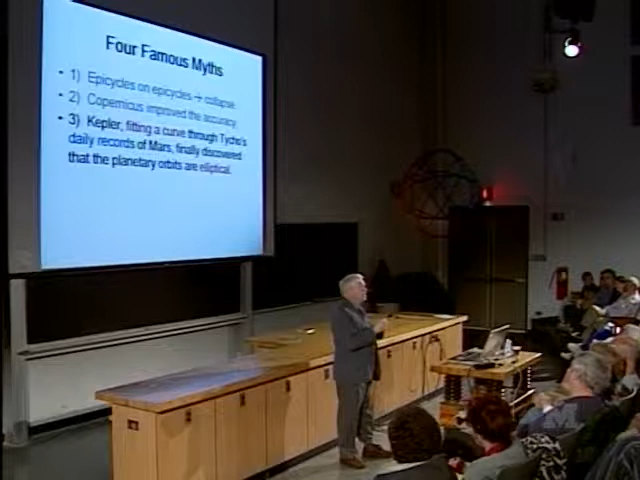 Four Famous Myths
• 1) Epicycles on epicycles → collapse
• 2) Copernicus improved the accuracy
• 3) Kepler, fitting a curve through Tycho's
daily records of Mars, finally discovered
that the planetary orbits are elliptical.
M